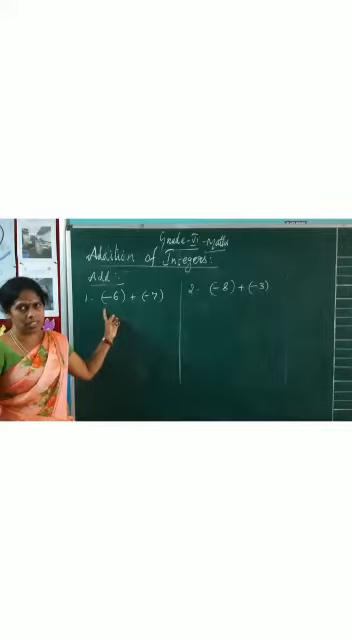 Grade-VI-Maths
Addition of Integers:
Add:-
1. (-6) + (-7)
2. (-8) + (-3)